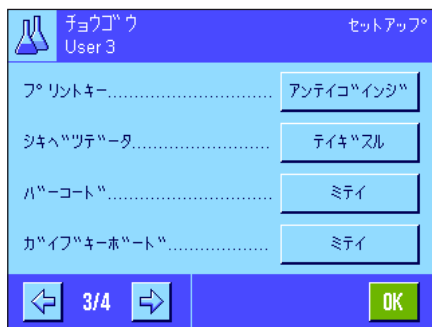 チョウゴウ セットアップ
User 3
プリントキー............................ アンテイゴインジ
シキベツデータ....................... テイギズル
バーコード.............................. ミテイ
ガイブキーボード.................. ミテイ
3/4 OK